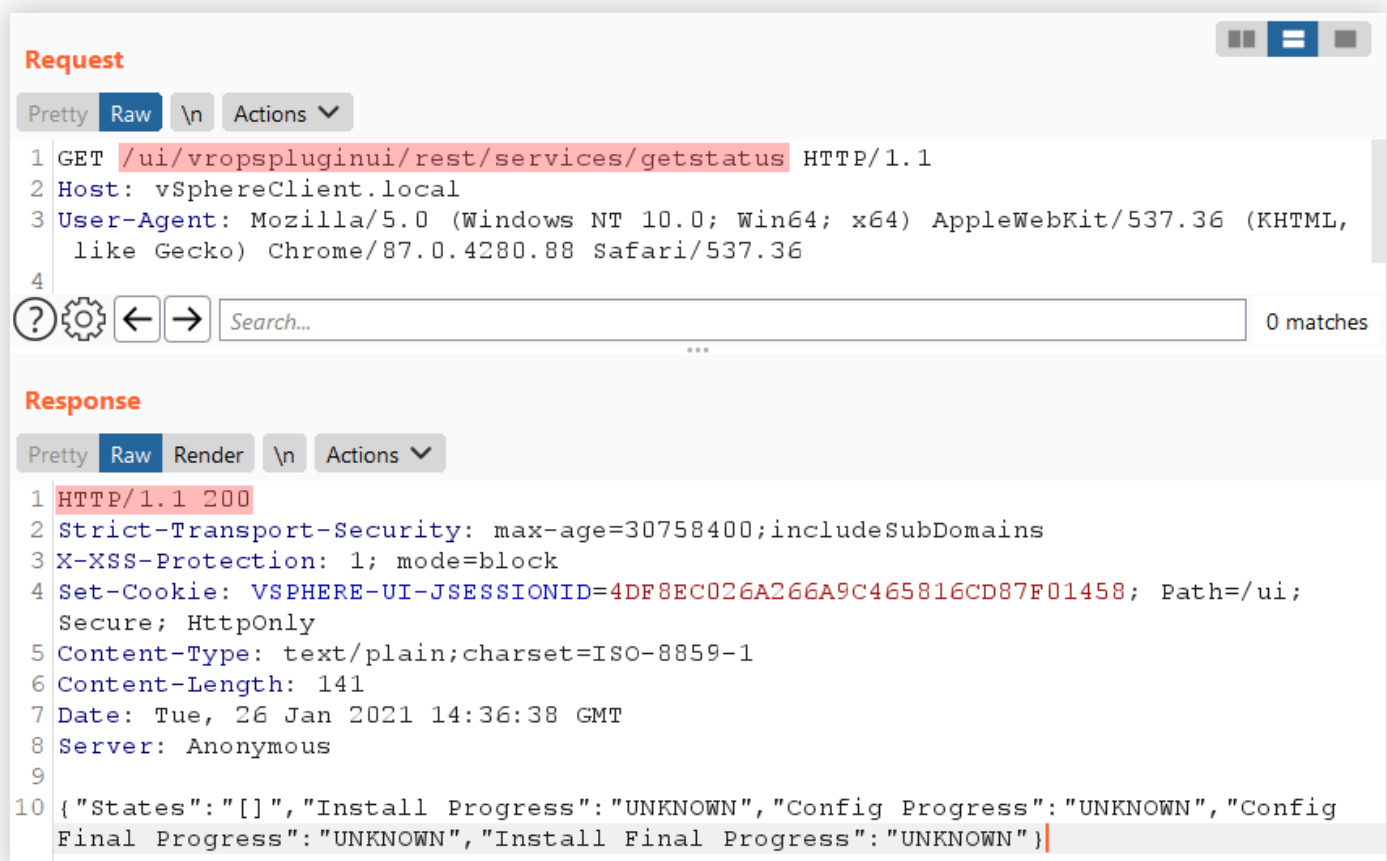 Request
Pretty Raw \n Actions
1 GET /ui/vropspluginui/rest/services/getstatus HTTP/1.1
2 Host: vSphereClient.local
3 User-Agent: Mozilla/5.0 (Windows NT 10.0; Win64; x64) AppleWebKit/537.36 (KHTML,
like Gecko) Chrome/87.0.4280.88 Safari/537.36
4
? Search... 0 matches
Response
Pretty Raw Render \n Actions
1 HTTP/1.1 200
2 Strict-Transport-Security: max-age=30758400;includeSubDomains
3 X-XSS-Protection: 1; mode=block
4 Set-Cookie: VSPHERE-UI-JSESSIONID=4DF8EC026A266A9C465816CD87F01458; Path=/ui;
Secure; HttpOnly
5 Content-Type: text/plain;charset=ISO-8859-1
6 Content-Length: 141
7 Date: Tue, 26 Jan 2021 14:36:38 GMT
8 Server: Anonymous
9
10 {"States":"[]","Install Progress":"UNKNOWN","Config Progress":"UNKNOWN","Config
Final Progress":"UNKNOWN","Install Final Progress":"UNKNOWN"}